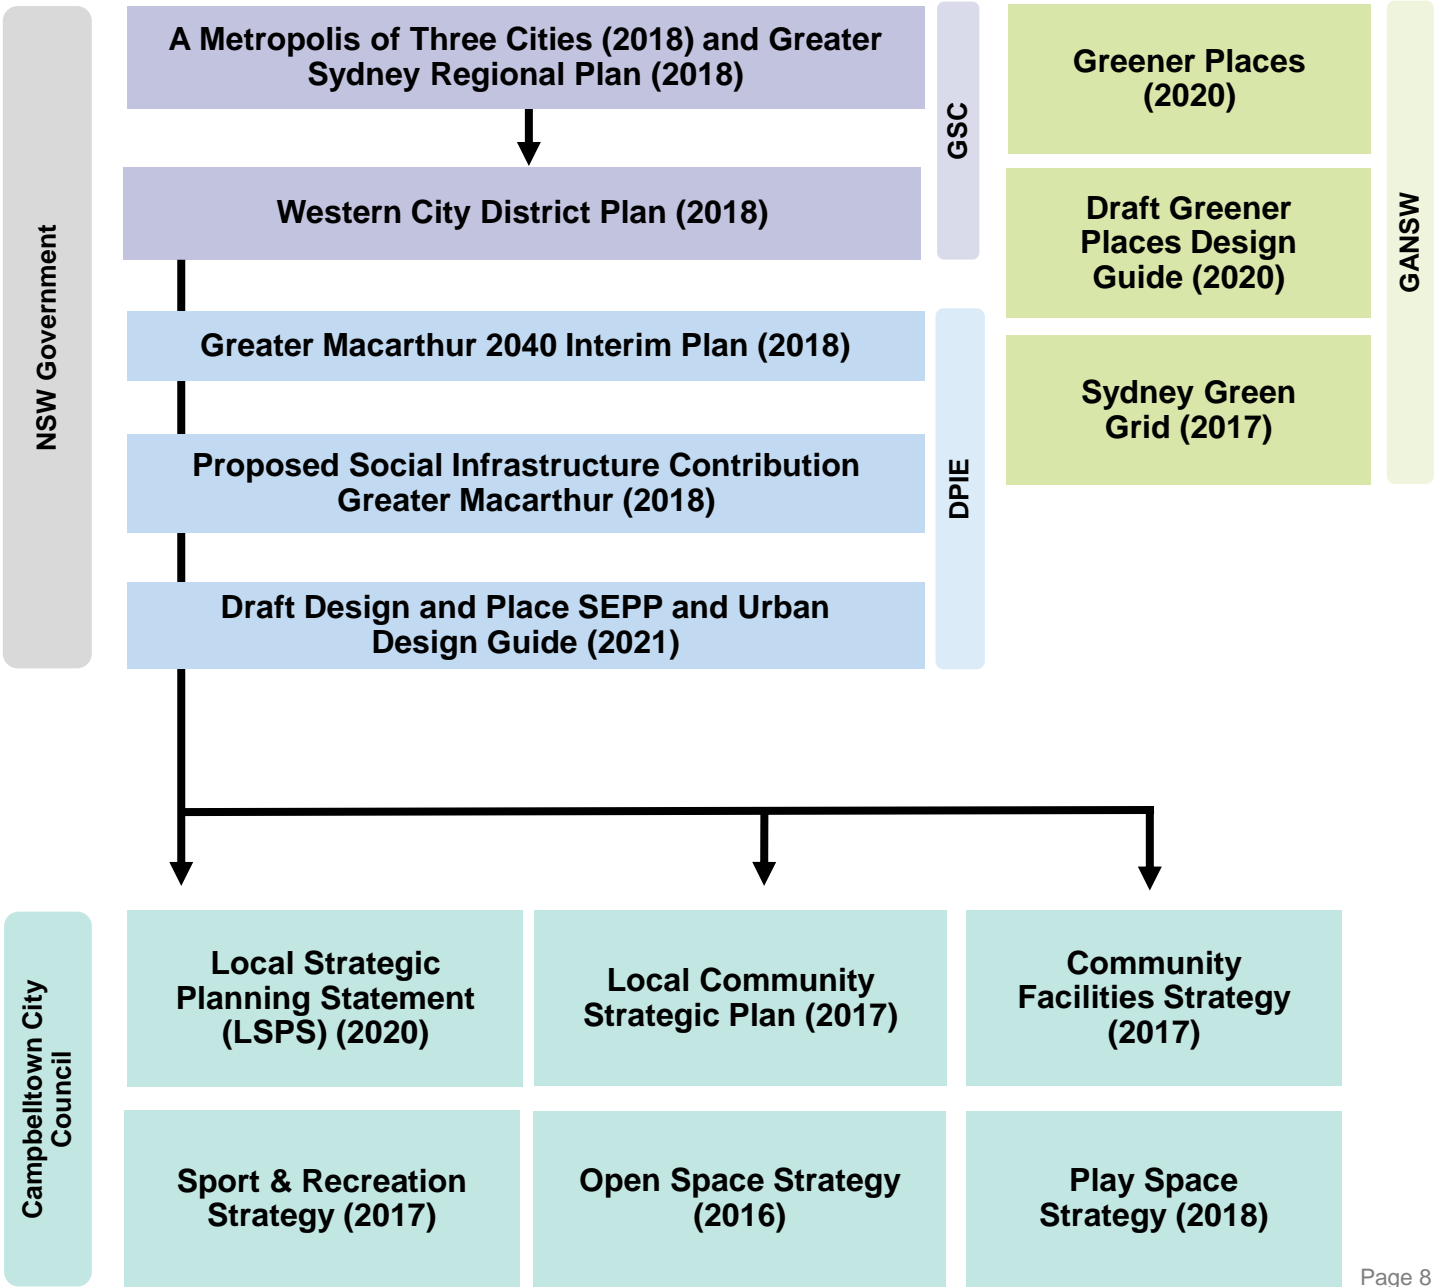 NSW Government
A Metropolis of Three Cities (2018) and Greater
Sydney Regional Plan (2018)
Western City District Plan (2018)
GSC
Greater Macarthur 2040 Interim Plan (2018)
Proposed Social Infrastructure Contribution
Greater Macarthur (2018)
Draft Design and Place SEPP and Urban
Design Guide (2021)
DPIE
Greener Places
(2020)
Draft Greener
Places Design
Guide (2020)
Sydney Green
Grid (2017)
GANSW
Campbelltown City
Council
Local Strategic
Planning Statement
(LSPS) (2020)
Local Community
Strategic Plan (2017)
Community
Facilities Strategy
(2017)
Sport & Recreation
Strategy (2017)
Open Space Strategy
(2016)
Play Space
Strategy (2018)
Page 8